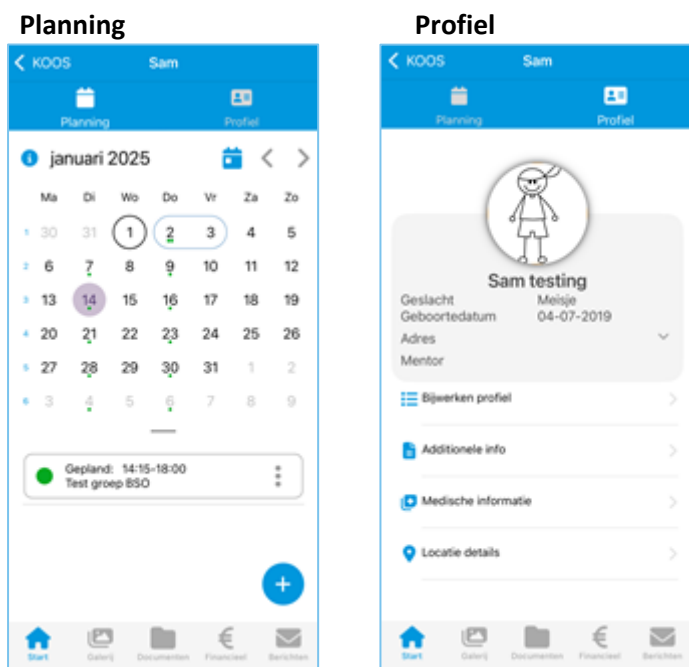 Planning
Profiel
KOOS Sam
Planning Profiel
januari 2025
Ma Di Wo Do Vr Za Zo
1 30 31 1 2 3 4 5
2 6 7 8 9 10 11 12
3 13 14 15 16 17 18 19
4 20 21 22 23 24 25 26
5 27 28 29 30 31 1 2
6 3 4 5 6 7 8 9
Gepland: 14:15-18:00
Test groep BSO
+
Start Galerij Documenten Financieel Berichten
KOOS Sam
Planning Profiel
Sam testing
Geslacht Meisje
Geboortedatum 04-07-2019
Adres
Mentor
Bijwerken profiel
Additionele info
Medische informatie
Locatie details
Start Galerij Documenten Financieel Berichten